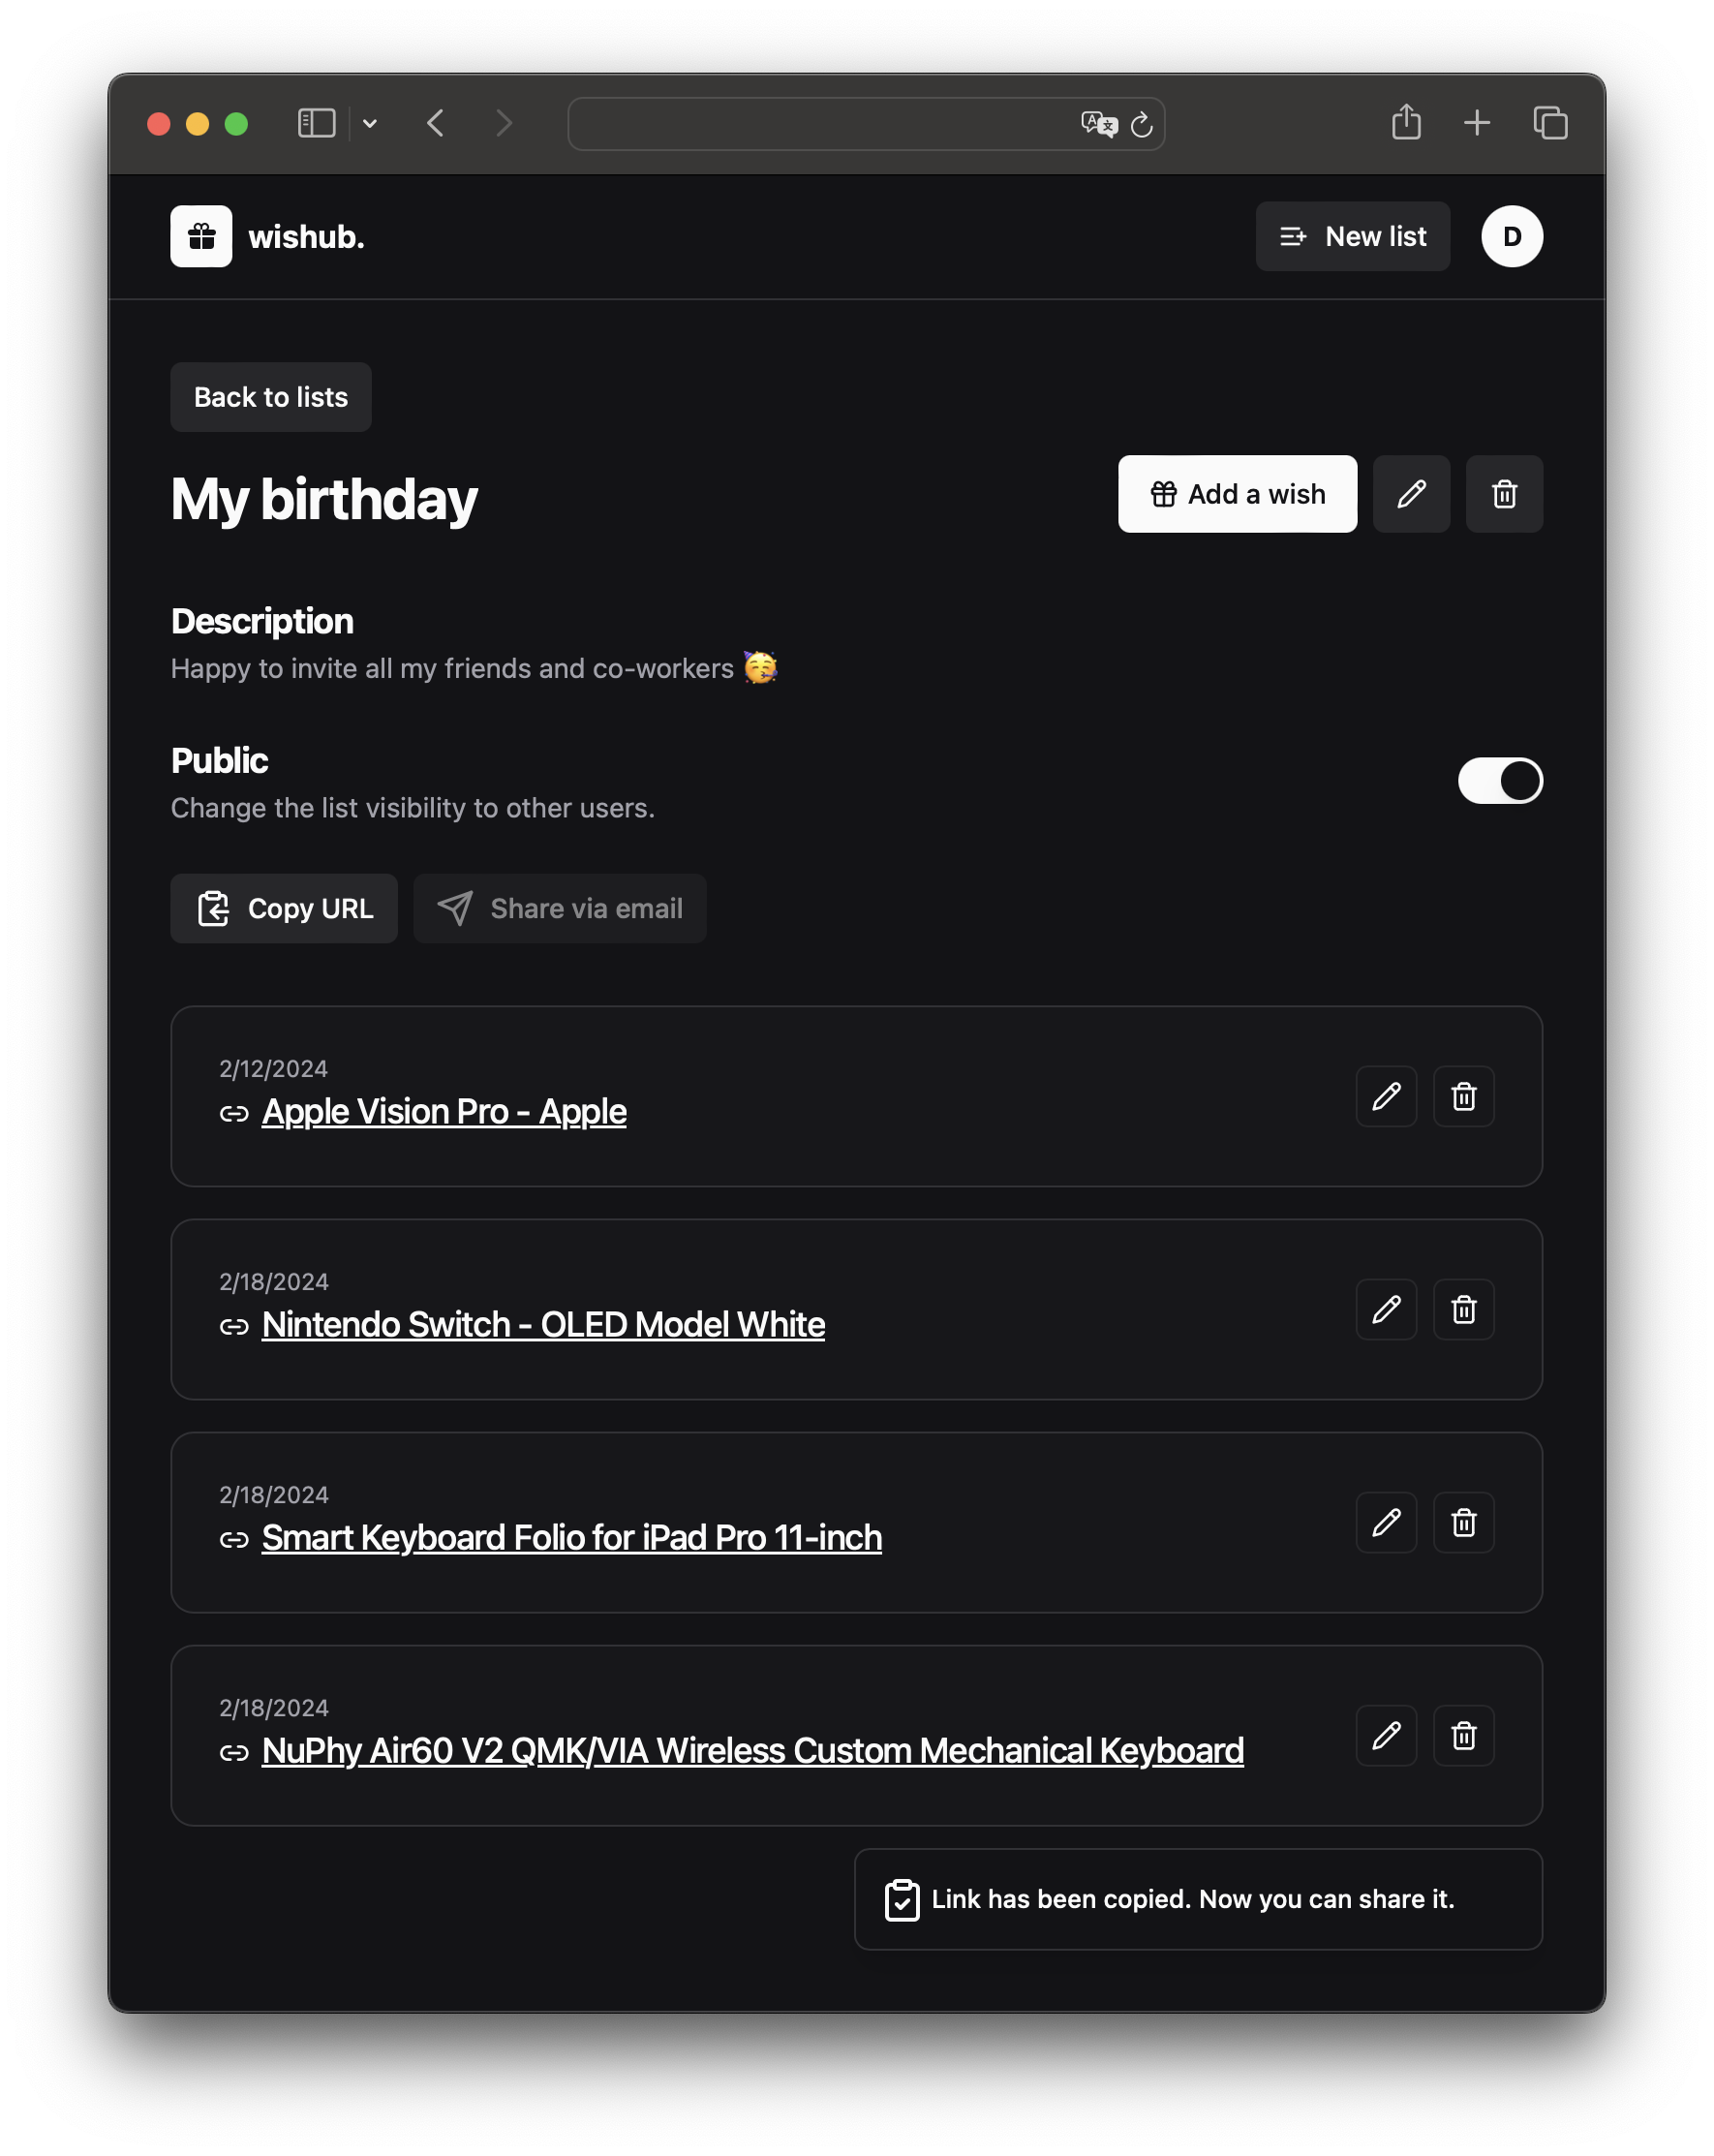 wishub.
New list
D
Back to lists
My birthday
Add a wish
Description
Happy to invite all my friends and co-workers 🥳
Public
Change the list visibility to other users.
Copy URL
Share via email
2/12/2024
Apple Vision Pro - Apple
2/18/2024
Nintendo Switch - OLED Model White
2/18/2024
Smart Keyboard Folio for iPad Pro 11-inch
2/18/2024
NuPhy Air60 V2 QMK/VIA Wireless Custom Mechanical Keyboard
Link has been copied. Now you can share it.